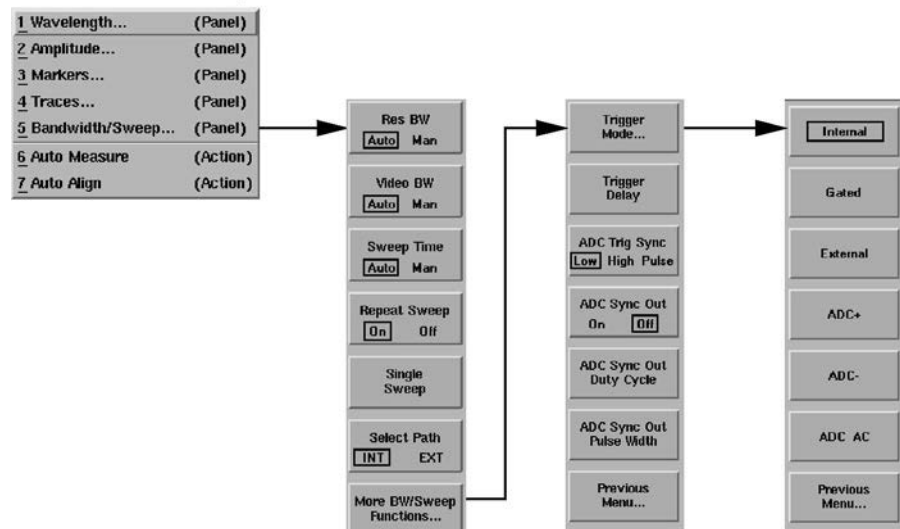 1 Wavelength... (Panel)
2 Amplitude... (Panel)
3 Markers... (Panel)
4 Traces... (Panel)
5 Bandwidth/Sweep... (Panel)
6 Auto Measure (Action)
7 Auto Align (Action)
Res BW
Auto Man
Video BW
Auto Man
Sweep Time
Auto Man
Repeat Sweep
On Off
Single
Sweep
Select Path
INT EXT
More BW/Sweep
Functions...
Trigger
Mode...
Trigger
Delay
ADC Trig Sync
Low High Pulse
ADC Sync Out
On Off
ADC Sync Out
Duty Cycle
ADC Sync Out
Pulse Width
Previous
Menu...
Internal
Gated
External
ADC+
ADC-
ADC AC
Previous
Menu...